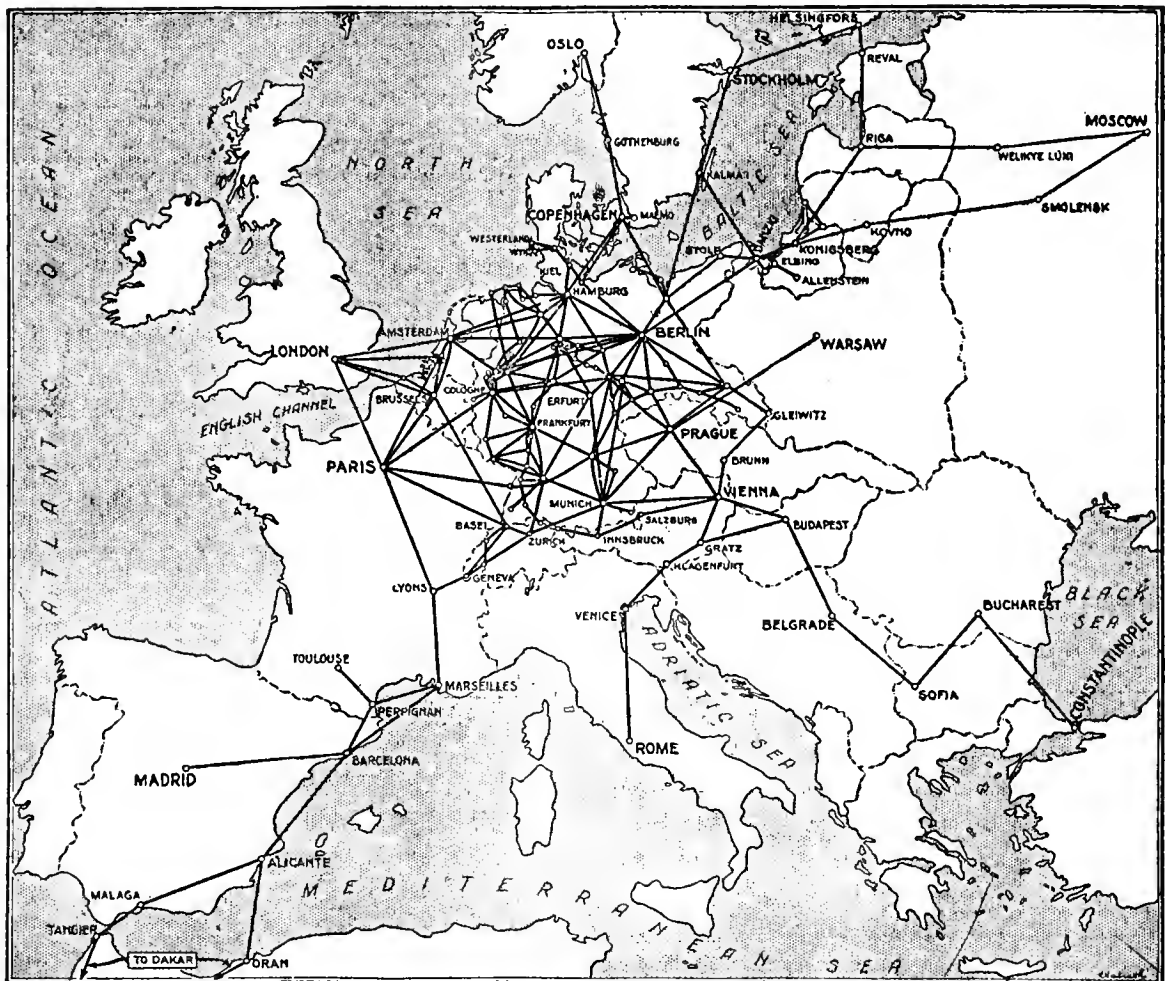 HELSINGFORS
OSLO
REVAL
STOCKHOLM
MOSCOW
RIGA
WELIKYE LUKI
GOTHENBURG
NORTH SEA
BALTIC SEA
KALMAR
SMOLENSK
COPENHAGEN
MALMO
KOVNO
WESTERLAND
WYK
KONIGSBERG
DANZIG
STOLP
ELBING
ALLENSTEIN
KIEL
HAMBURG
ATLANTIC OCEAN
AMSTERDAM
BERLIN
WARSAW
LONDON
COLOGNE
ERFURT
BRUSSELS
ENGLISH CHANNEL
GLEIWITZ
FRANKFURT
PRAGUE
PARIS
BRUNN
MUNICH
VIENNA
BASEL
SALZBURG
BUDAPEST
ZURICH
INNSBRUCK
GRATZ
KLAGENFURT
GENEVA
LYONS
VENICE
BELGRADE
BUCHAREST
BLACK SEA
CONSTANTINOPLE
ADRIATIC SEA
TOULOUSE
MARSEILLES
PERPIGNAN
SOFIA
ROME
BARCELONA
MADRID
ALICANTE
MALAGA
MEDITERRANEAN SEA
TANGIER
TO DAKAR
ORAN